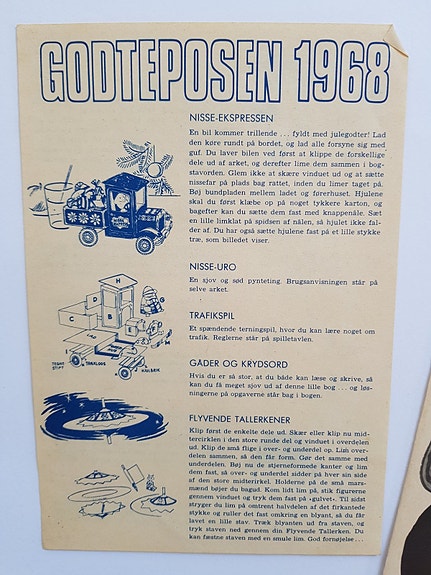 GODTEPOSEN 1968
NISSE-EKSPRESSEN
En bil kommer trillende ... fyldt med julegodter! Lad
den køre rundt på bordet, og lad alle forsyne sig med
guf. Du laver bilen ved først at klippe de forskellige
dele ud af arket, og derefter lime dem sammen i bog-
stavorden. Glem ikke at skære vinduet ud og at sætte
nissefar på plads bag rattet, inden du limer taget på.
Bøj bundpladen mellem ladet og førerhuset. Hjulene
skal du først klæbe op på noget tykkere karton, og
bagefter kan du sætte dem fast med knappenåle. Sæt
en lille limklat på spidsen af nålen, så hjulet ikke fal-
der af. Du har også sætte hjulene fast på et lille stykke
træ, som billedet viser.
NISSE-URO
En sjov og sød pynteting. Brugsanvisningen står på
selve arket.
TRAFIKSPIL
Et spændende terningspil, hvor du kan lære noget om
trafik. Reglerne står på spilletavlen.
GÅDER OG KRYDSORD
Hvis du er så stor, at du både kan læse og skrive, så
kan du få meget sjov ud af denne lille bog ... og løs-
ningerne på opgaverne står bag i bogen.
FLYVENDE TALLERKENER
Klip først de enkelte dele ud. Skær eller klip nu mid-
tercirklen i den store runde del og vinduet i overdelen
ud. Klip de små flige i over- og underdel op. Lim over-
delen sammen, så den får form. Gør det samme med
underdelen. Bøj nu de stjerneformede kanter og lim
dem fast, så over- og underdel sidder på hver sin side
af den store midterirkel. Holderne på de små mars-
mænd bøjer du bagud. Kom lidt lim på, stik figurerne
gennem vinduet og tryk dem fast på «gulvet». Til sidst
stryger du lim på omtrent halvdelen af det firkantede
stykke og ruller det stramt omkring en blyant, så du får
lavet en lille stav. Træk blyanten ud fra staven, og
tryk staven ned gennem din Flyvende Tallerken. Du
kan fæstne staven med en smule lim. God fornøjelse ...